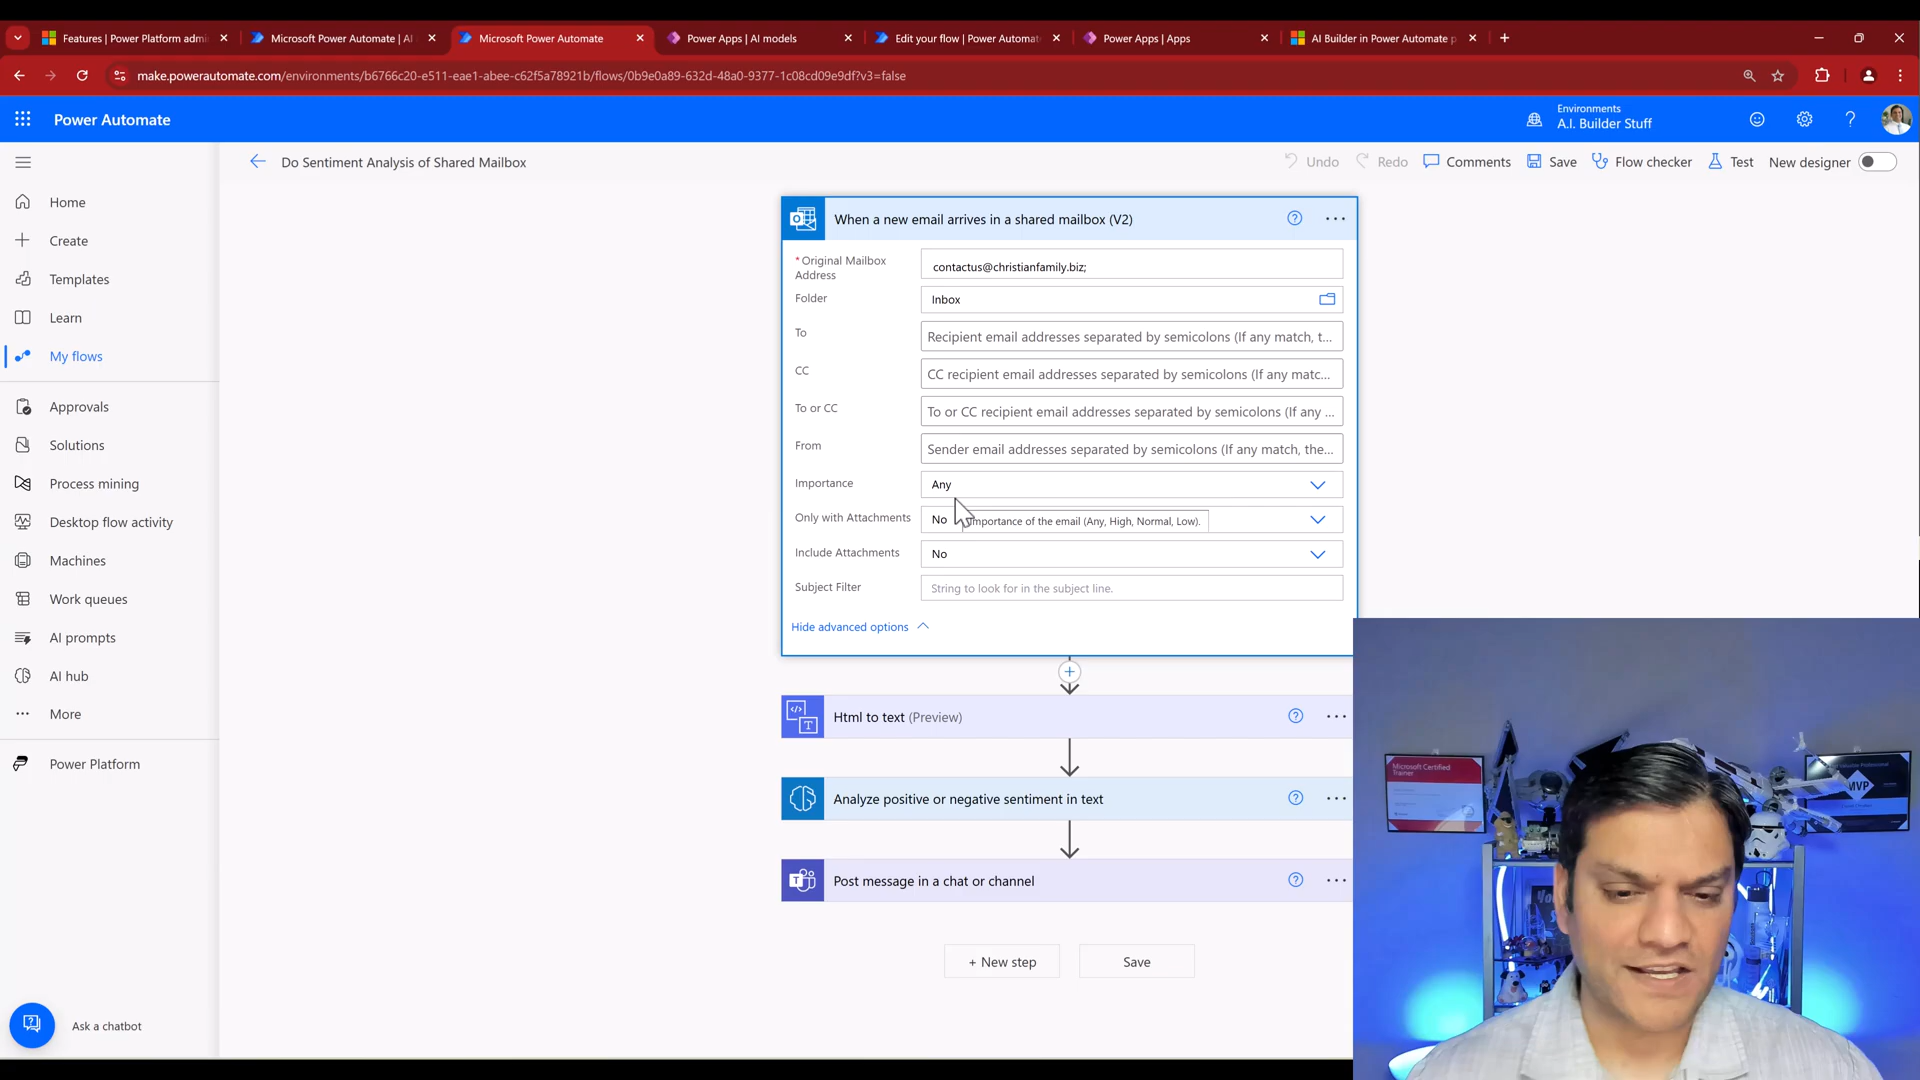 Features | Power Platform admi
Microsoft Power Automate | AI
Microsoft Power Automate
Power Apps | AI models
Edit your flow | Power Automat
Power Apps | Apps
AI Builder in Power Automate p
make.powerautomate.com/environments/b6766c20-e511-eae1-abee-c62f5a78921b/flows/0b9e0a89-632d-48a0-9377-1c08cd09e9df?v3=false
Power Automate
Environments
A.I. Builder Stuff
Do Sentiment Analysis of Shared Mailbox
Undo
Redo
Comments
Save
Flow checker
Test
New designer
Home
Create
Templates
Learn
My flows
Approvals
Solutions
Process mining
Desktop flow activity
Machines
Work queues
AI prompts
AI hub
More
Power Platform
Ask a chatbot
When a new email arrives in a shared mailbox (V2)
* Original Mailbox
Address
contactus@christianfamily.biz;
Folder
Inbox
To
Recipient email addresses separated by semicolons (If any match, t...
CC
CC recipient email addresses separated by semicolons (If any matc...
To or CC
To or CC recipient email addresses separated by semicolons (If any ...
From
Sender email addresses separated by semicolons (If any match, the...
Importance
Any
Only with Attachments
No
Importance of the email (Any, High, Normal, Low).
Include Attachments
No
Subject Filter
String to look for in the subject line.
Hide advanced options
Html to text (Preview)
Analyze positive or negative sentiment in text
Post message in a chat or channel
+ New step
Save
Microsoft Certified
Trainer
MVP